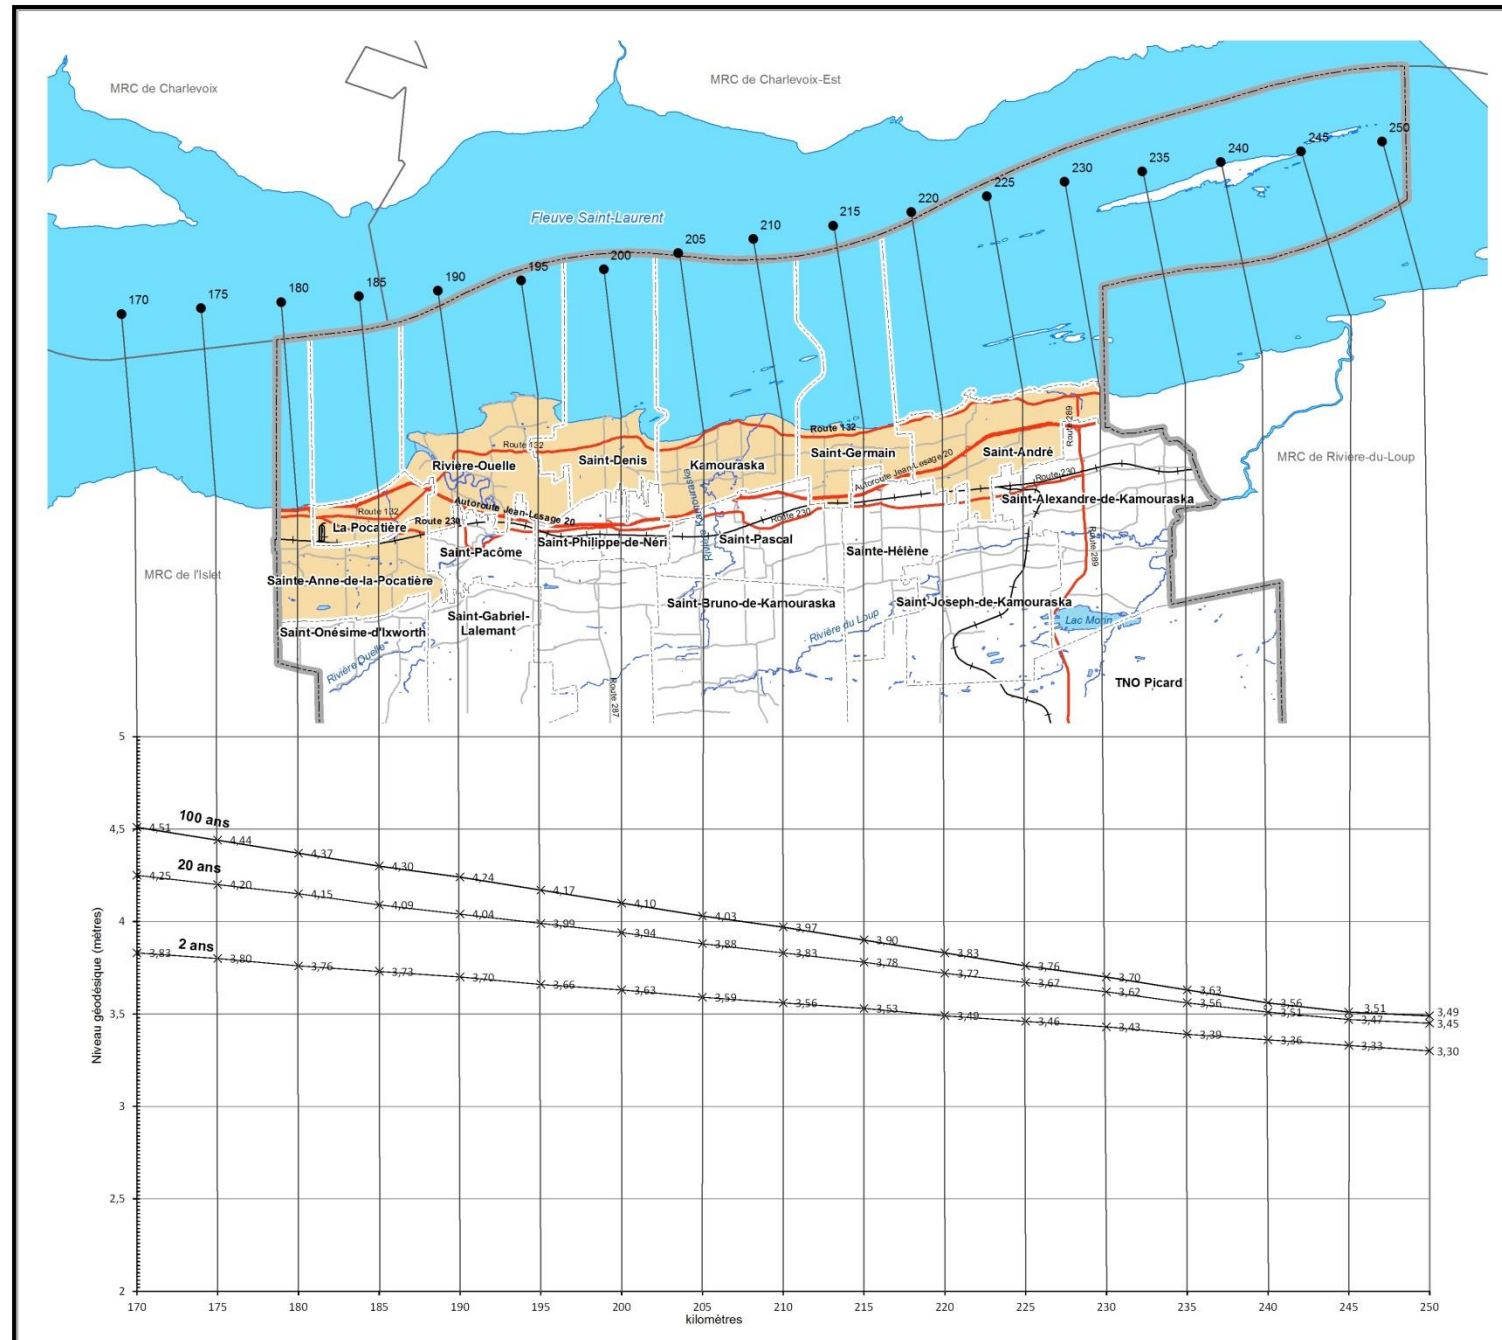 MRC de Charlevoix
MRC de Charlevoix-Est
Fleuve Saint-Laurent
170
175
180
185
190
195
200
205
210
215
220
225
230
235
240
245
250
Route 132
Route 132
Route 132
Route 289
Rivière-Ouelle
Saint-Denis
Kamouraska
Saint-Germain
Saint-André
MRC de Rivière-du-Loup
Autoroute Jean-Lesage 20
Autoroute Jean-Lesage 20
Route 230
Route 230
Route 230
Rivière Kamouraska
La Pocatière
Saint-Alexandre-de-Kamouraska
Saint-Pacôme
Saint-Philippe-de-Néri
Saint-Pascal
Sainte-Hélène
Route 289
MRC de l'Islet
Sainte-Anne-de-la-Pocatière
Saint-Gabriel-
Lalemant
Saint-Bruno-de-Kamouraska
Saint-Joseph-de-Kamouraska
Saint-Onésime-d'Ixworth
Rivière Ouelle
Rivière du Loup
Lac Morin
Route 287
TNO Picard
5
4,5
4
3,5
3
2,5
2
Niveau géodésique (mètres)
100 ans
4,51 4,44 4,37 4,30 4,24 4,17 4,10 4,03 3,97 3,90 3,83 3,76 3,70 3,63 3,56 3,51 3,49
20 ans
4,25 4,20 4,15 4,09 4,04 3,99 3,94 3,88 3,83 3,78 3,72 3,67 3,62 3,56 3,51 3,47 3,45
2 ans
3,83 3,80 3,76 3,73 3,70 3,66 3,63 3,59 3,56 3,53 3,49 3,46 3,43 3,39 3,36 3,33 3,30
170 175 180 185 190 195 200 205 210 215 220 225 230 235 240 245 250
kilomètres